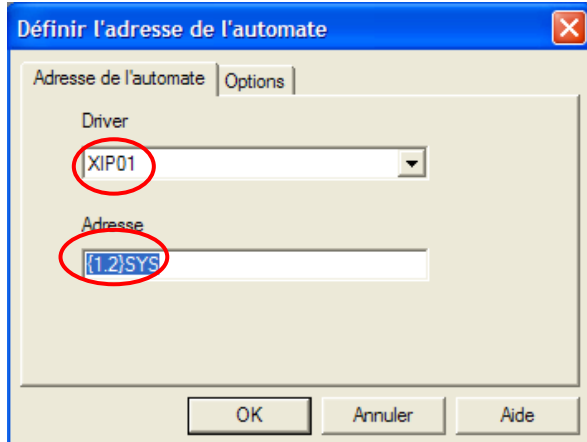 Définir l'adresse de l'automate
Adresse de l'automate Options
Driver
XIP01
Adresse
{1.2}SYS
OK Annuler Aide